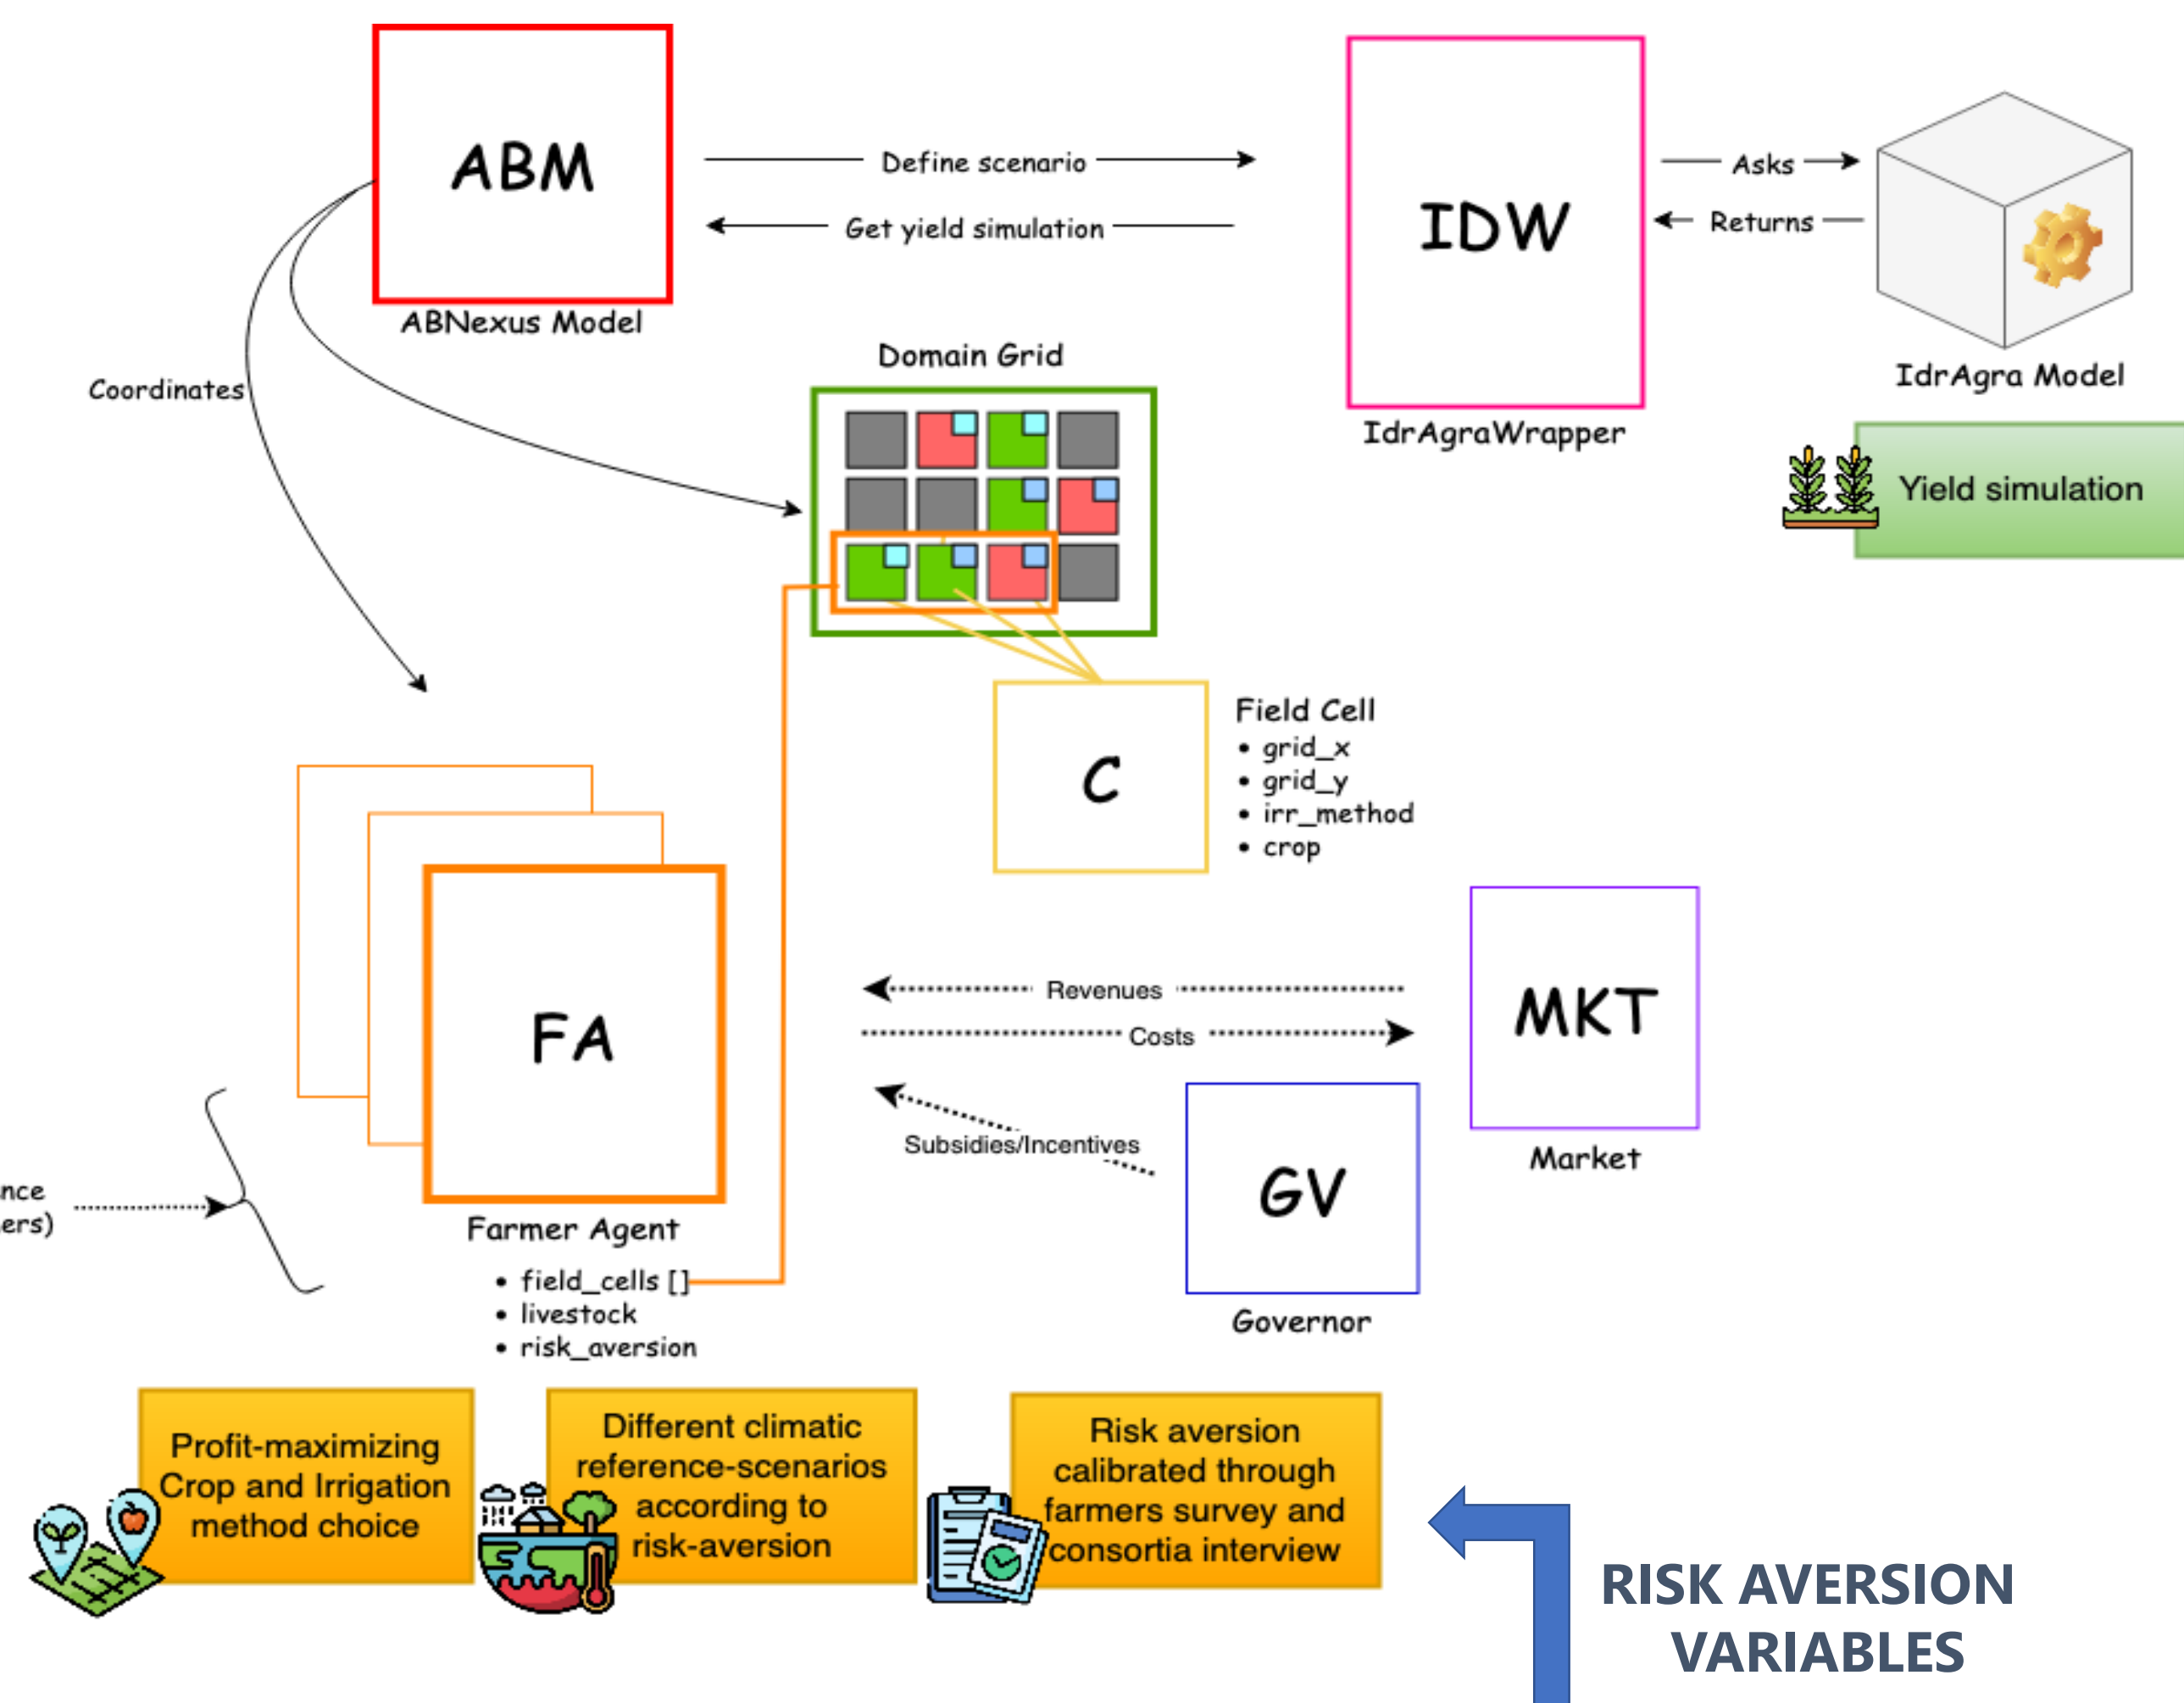 ABM
ABNexus Model
Define scenario
Get yield simulation
IDW
IdrAgraWrapper
Asks
Returns
IdrAgra Model
Yield simulation
Coordinates
Domain Grid
C
Field Cell
• grid_x
• grid_y
• irr_method
• crop
FA
Farmer Agent
• field_cells []
• livestock
• risk_aversion
Revenues
Costs
Subsidies/Incentives
MKT
Market
GV
Governor
Profit-maximizing
Crop and Irrigation
method choice
Different climatic
reference-scenarios
according to
risk-aversion
Risk aversion
calibrated through
farmers survey and
consortia interview
RISK AVERSION
VARIABLES